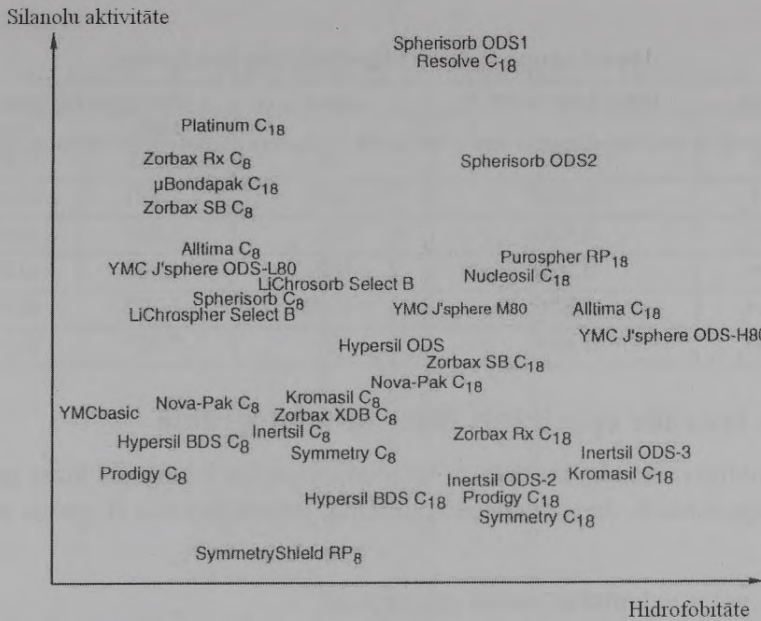 Silanolu aktivitāte
Spherisorb ODS1
Resolve C18
Platinum C18
Zorbax Rx C8
Spherisorb ODS2
µBondapak C18
Zorbax SB C8
Alltima C8
Purospher RP18
YMC J'sphere ODS-L80
Nucleosil C18
LiChrosorb Select B
Spherisorb C8
YMC J'sphere M80
Alltima C18
LiChrospher Select B
YMC J'sphere ODS-H80
Hypersil ODS
Zorbax SB C18
Nova-Pak C18
Kromasil C8
Nova-Pak C8
YMCbasic
Zorbax XDB C8
Inertsil C8
Zorbax Rx C18
Hypersil BDS C8
Symmetry C8
Inertsil ODS-3
Prodigy C8
Kromasil C18
Inertsil ODS-2
Hypersil BDS C18
Prodigy C18
Symmetry C18
SymmetryShield RP8
Hidrofobitāte